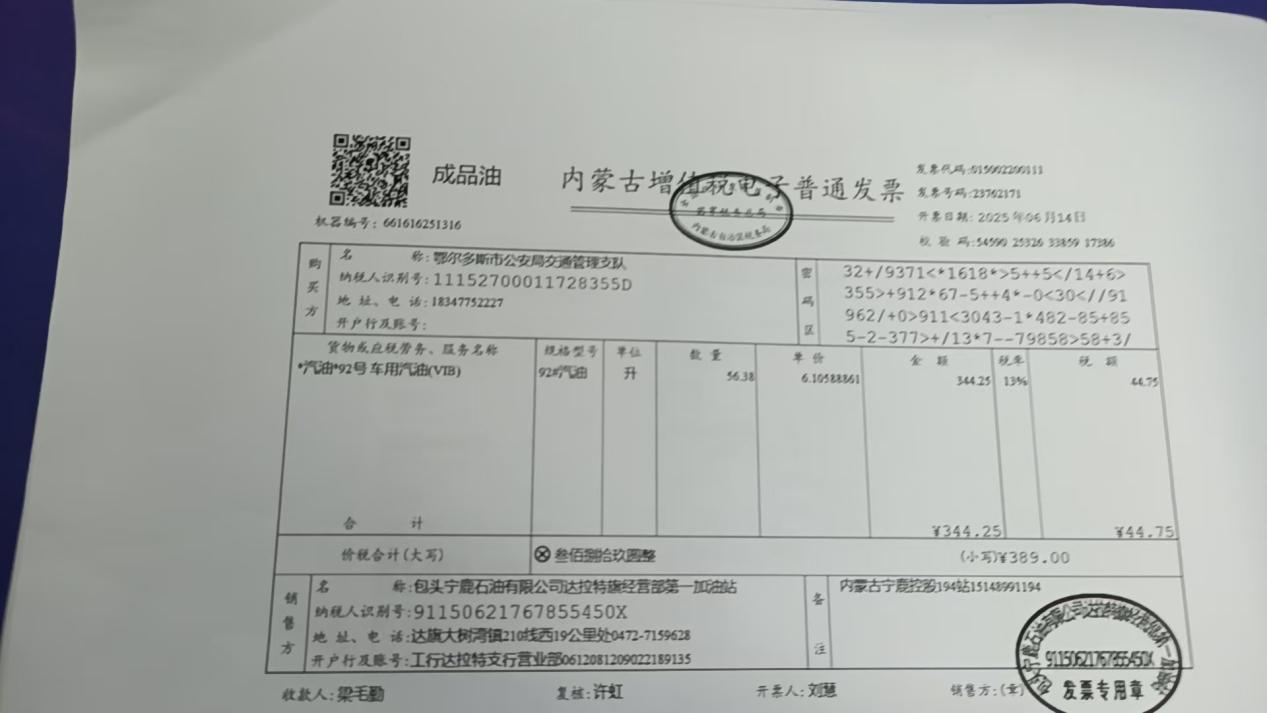 成品油
内蒙古增值税电子普通发票
发票代码:015002200111
发票号码:23762171
开票日期: 2025年06月14日
校 验 码:54590 25326 33859 17386
机器编号: 661616251316
购买方
名 称:鄂尔多斯市公安局交通管理支队
纳税人识别号:11152700011728355D
地 址、电 话:18347752227
开户行及账号:
密码区
32+/9371<*1618*>5++5</14+6>
355>+912*67-5++4*-0<30<//91
962/+0>911<3043-1*482-85+85
5-2-377>+/13*7--79858>58+3/
货物或应税劳务、服务名称 规格型号 单位 数 量 单 价 金 额 税率 税 额
*汽油*92号 车用汽油(VIB) 92#汽油 升 56.38 6.10588861 344.25 13% 44.75
合 计 ¥344.25 ¥44.75
价税合计(大写) ⊗叁佰捌拾玖圆整 (小写)¥389.00
销售方
名 称:包头宁鹿石油有限公司达拉特旗经营部第一加油站
纳税人识别号:91150621767855450X
地 址、电 话:达旗大树湾镇210线西19公里处0472-7159628
开户行及账号:工行达拉特支行营业部0612081209022189135
备注
内蒙古宁鹿控股194站15148991194
收款人:梁毛勤 复核:许虹 开票人:刘慧 销售方:(章)
91150621767855450X
发票专用章